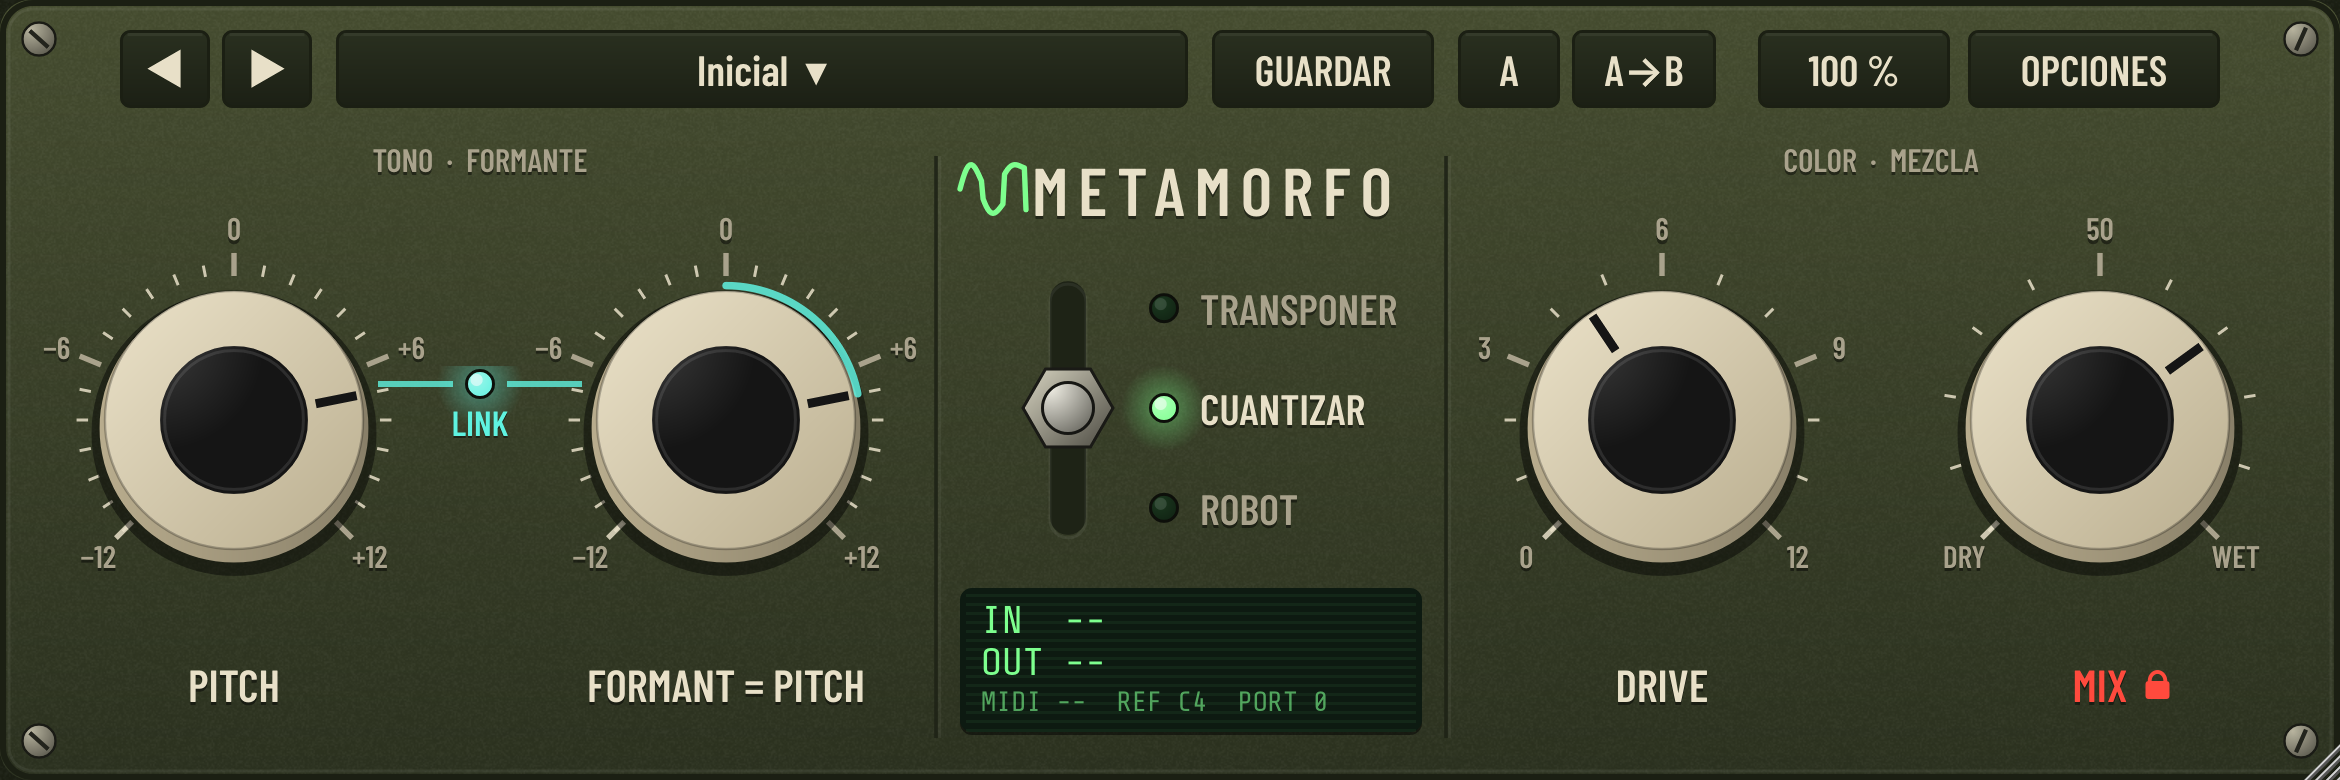 Inicial ▼
GUARDAR
A
A→B
100 %
OPCIONES
TONO · FORMANTE
METAMORFO
COLOR · MEZCLA
0
−6
+6
−12
+12
LINK
0
−6
+6
−12
+12
TRANSPONER
CUANTIZAR
ROBOT
6
3
9
0
12
50
DRY
WET
IN --
OUT --
MIDI -- REF C4 PORT 0
PITCH
FORMANT = PITCH
DRIVE
MIX